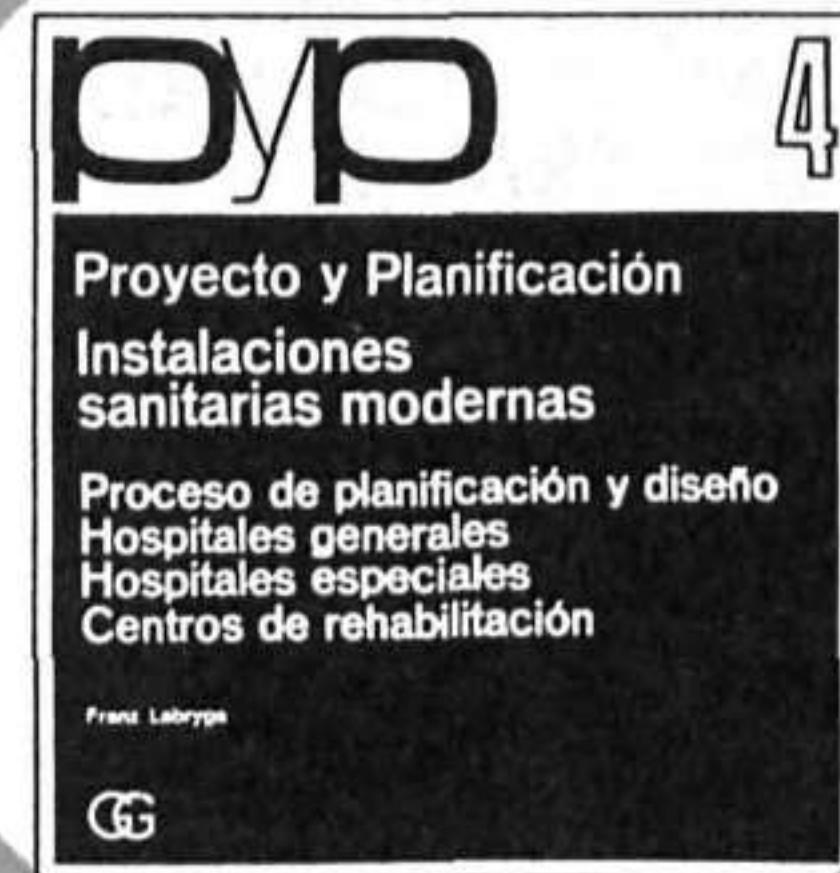 pyp 4
Proyecto y Planificación
Instalaciones
sanitarias modernas
Proceso de planificación y diseño
Hospitales generales
Hospitales especiales
Centros de rehabilitación
Franz Labryga
GG